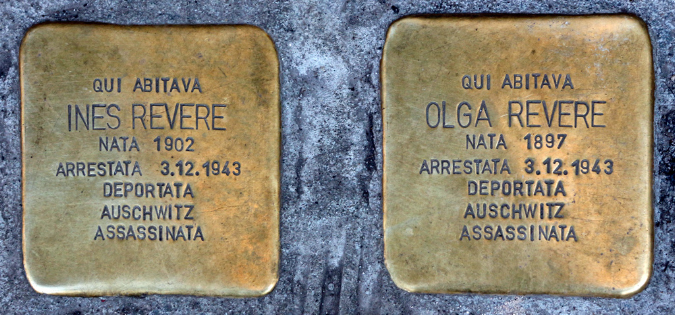 QUI ABITAVA
INES REVERE
NATA 1902
ARRESTATA 3.12.1943
DEPORTATA
AUSCHWITZ
ASSASSINATA
QUI ABITAVA
OLGA REVERE
NATA 1897
ARRESTATA 3.12.1943
DEPORTATA
AUSCHWITZ
ASSASSINATA